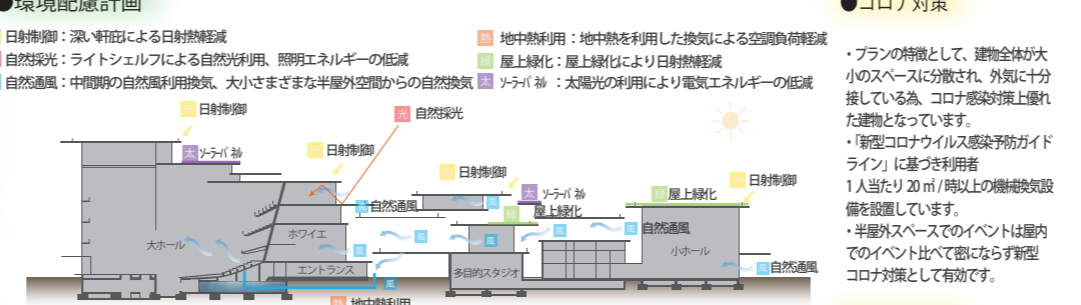 ●環境配慮計画
日射制御：深い軒庇による日射熱軽減
自然採光：ライトシェルフによる自然光利用、照明エネルギーの低減
自然通風：中間期の自然風利用換気、大小さまざまな半屋外空間からの自然換気
熱 地中熱利用：地中熱を利用した換気による空調負荷軽減
緑 屋上緑化：屋上緑化により日射熱軽減
太 ソーラーパネル：太陽光の利用により電気エネルギーの低減
日射制御
光 自然採光
太 ソーラーパネル
日射制御
日射制御
太 ソーラーパネル
緑 屋上緑化
緑 屋上緑化
日射制御
風 自然通風
風
風
風
風
風 自然通風
大ホール
ホワイエ
エントランス
多目的スタジオ
小ホール
風 自然通風
風
熱 地中熱利用
●コロナ対策
・プランの特徴として、建物全体が大
小のスペースに分散され、外気に十分
接している為、コロナ感染対策上優れ
た建物となっています。
・「新型コロナウイルス感染予防ガイド
ライン」に基づき利用者
1人当たり20㎥/時以上の機械換気設
備を設置しています。
・半屋外スペースでのイベントは屋内
でのイベント比べて密にならず新型
コロナ対策として有効です。